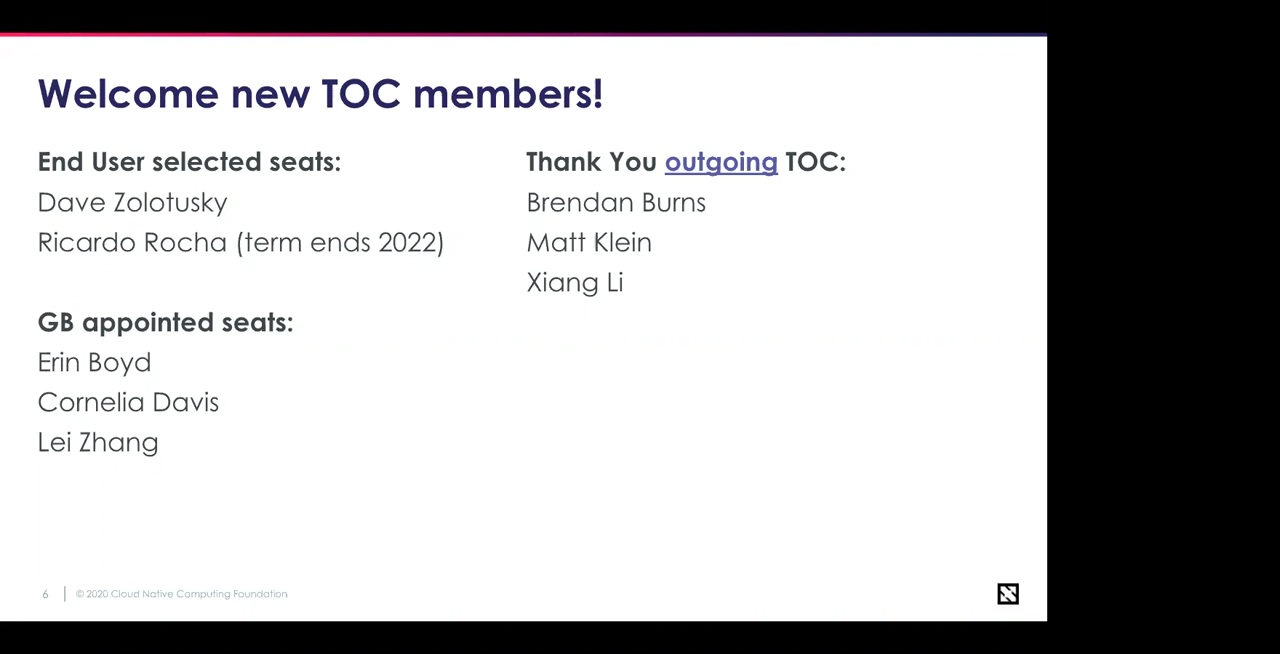 Welcome new TOC members!
End User selected seats:
Dave Zolotusky
Ricardo Rocha (term ends 2022)
GB appointed seats:
Erin Boyd
Cornelia Davis
Lei Zhang
Thank You outgoing TOC:
Brendan Burns
Matt Klein
Xiang Li
6
© 2020 Cloud Native Computing Foundation